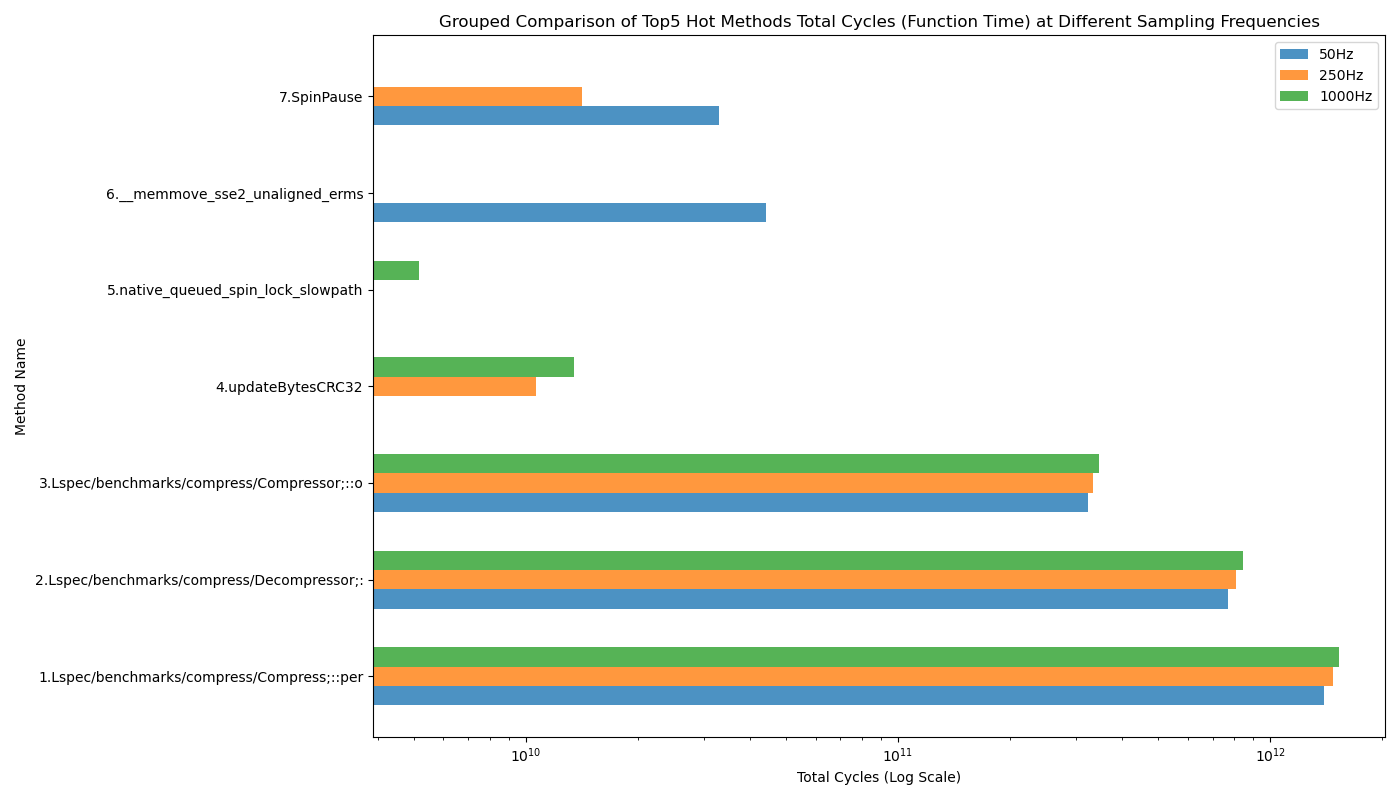 Grouped Comparison of Top5 Hot Methods Total Cycles (Function Time) at Different Sampling Frequencies
50Hz
250Hz
1000Hz
7.SpinPause
6.__memmove_sse2_unaligned_erms
5.native_queued_spin_lock_slowpath
4.updateBytesCRC32
3.Lspec/benchmarks/compress/Compressor;::o
2.Lspec/benchmarks/compress/Decompressor;:
1.Lspec/benchmarks/compress/Compress;::per
Method Name
10^10 10^11 10^12
Total Cycles (Log Scale)